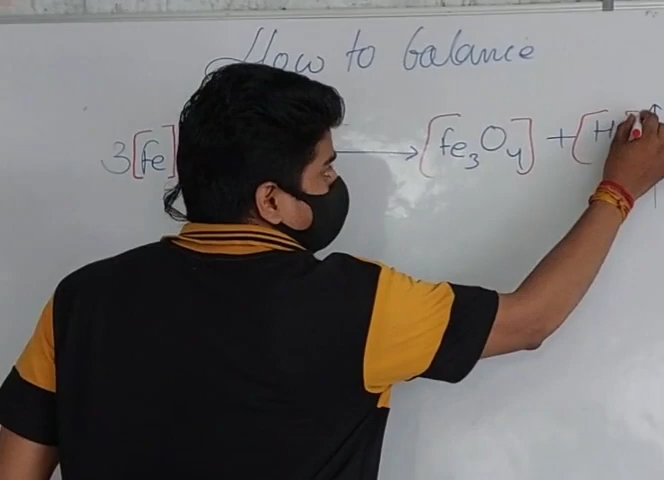 How to balance
3[Fe] → [Fe3O4] + [H